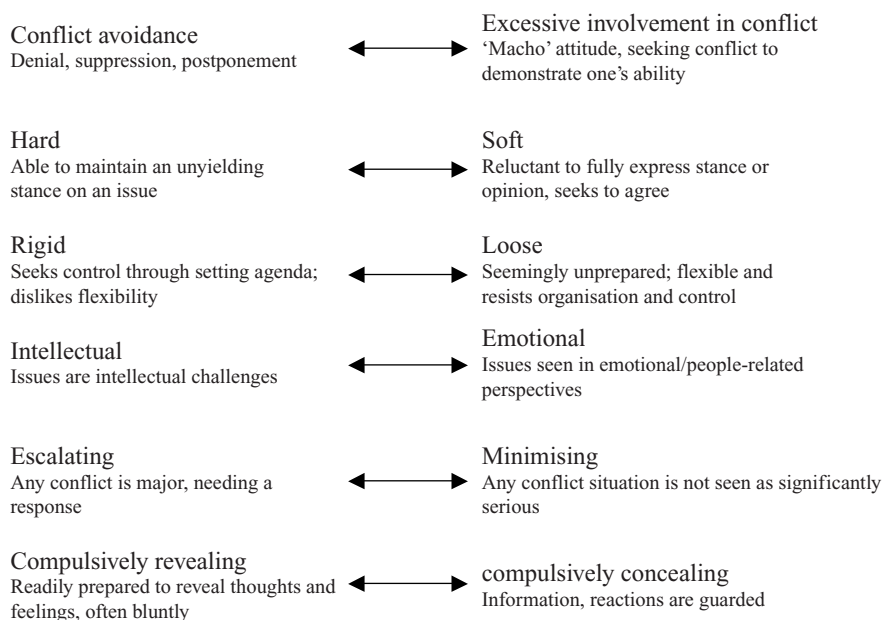 Conflict avoidance
Denial, suppression, postponement
Excessive involvement in conflict
‘Macho’ attitude, seeking conflict to
demonstrate one’s ability
Hard
Able to maintain an unyielding
stance on an issue
Soft
Reluctant to fully express stance or
opinion, seeks to agree
Rigid
Seeks control through setting agenda;
dislikes flexibility
Loose
Seemingly unprepared; flexible and
resists organisation and control
Intellectual
Issues are intellectual challenges
Emotional
Issues seen in emotional/people-related
perspectives
Escalating
Any conflict is major, needing a
response
Minimising
Any conflict situation is not seen as significantly
serious
Compulsively revealing
Readily prepared to reveal thoughts and
feelings, often bluntly
compulsively concealing
Information, reactions are guarded